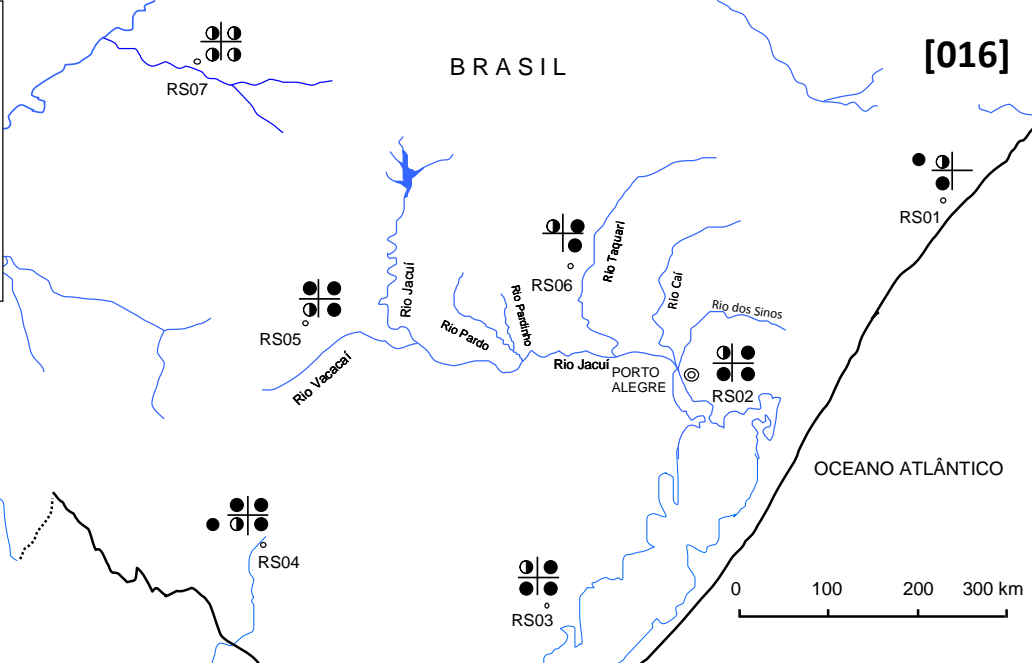 BRASIL
[016]
RS07
RS01
Rio Taquari
RS06
Rio Caí
Rio Jacuí
Rio dos Sinos
Rio Pardinho
RS05
Rio Pardo
Rio Vacacaí
Rio Jacuí
PORTO
ALEGRE
RS02
OCEANO ATLÂNTICO
RS04
RS03
0 100 200 300 km